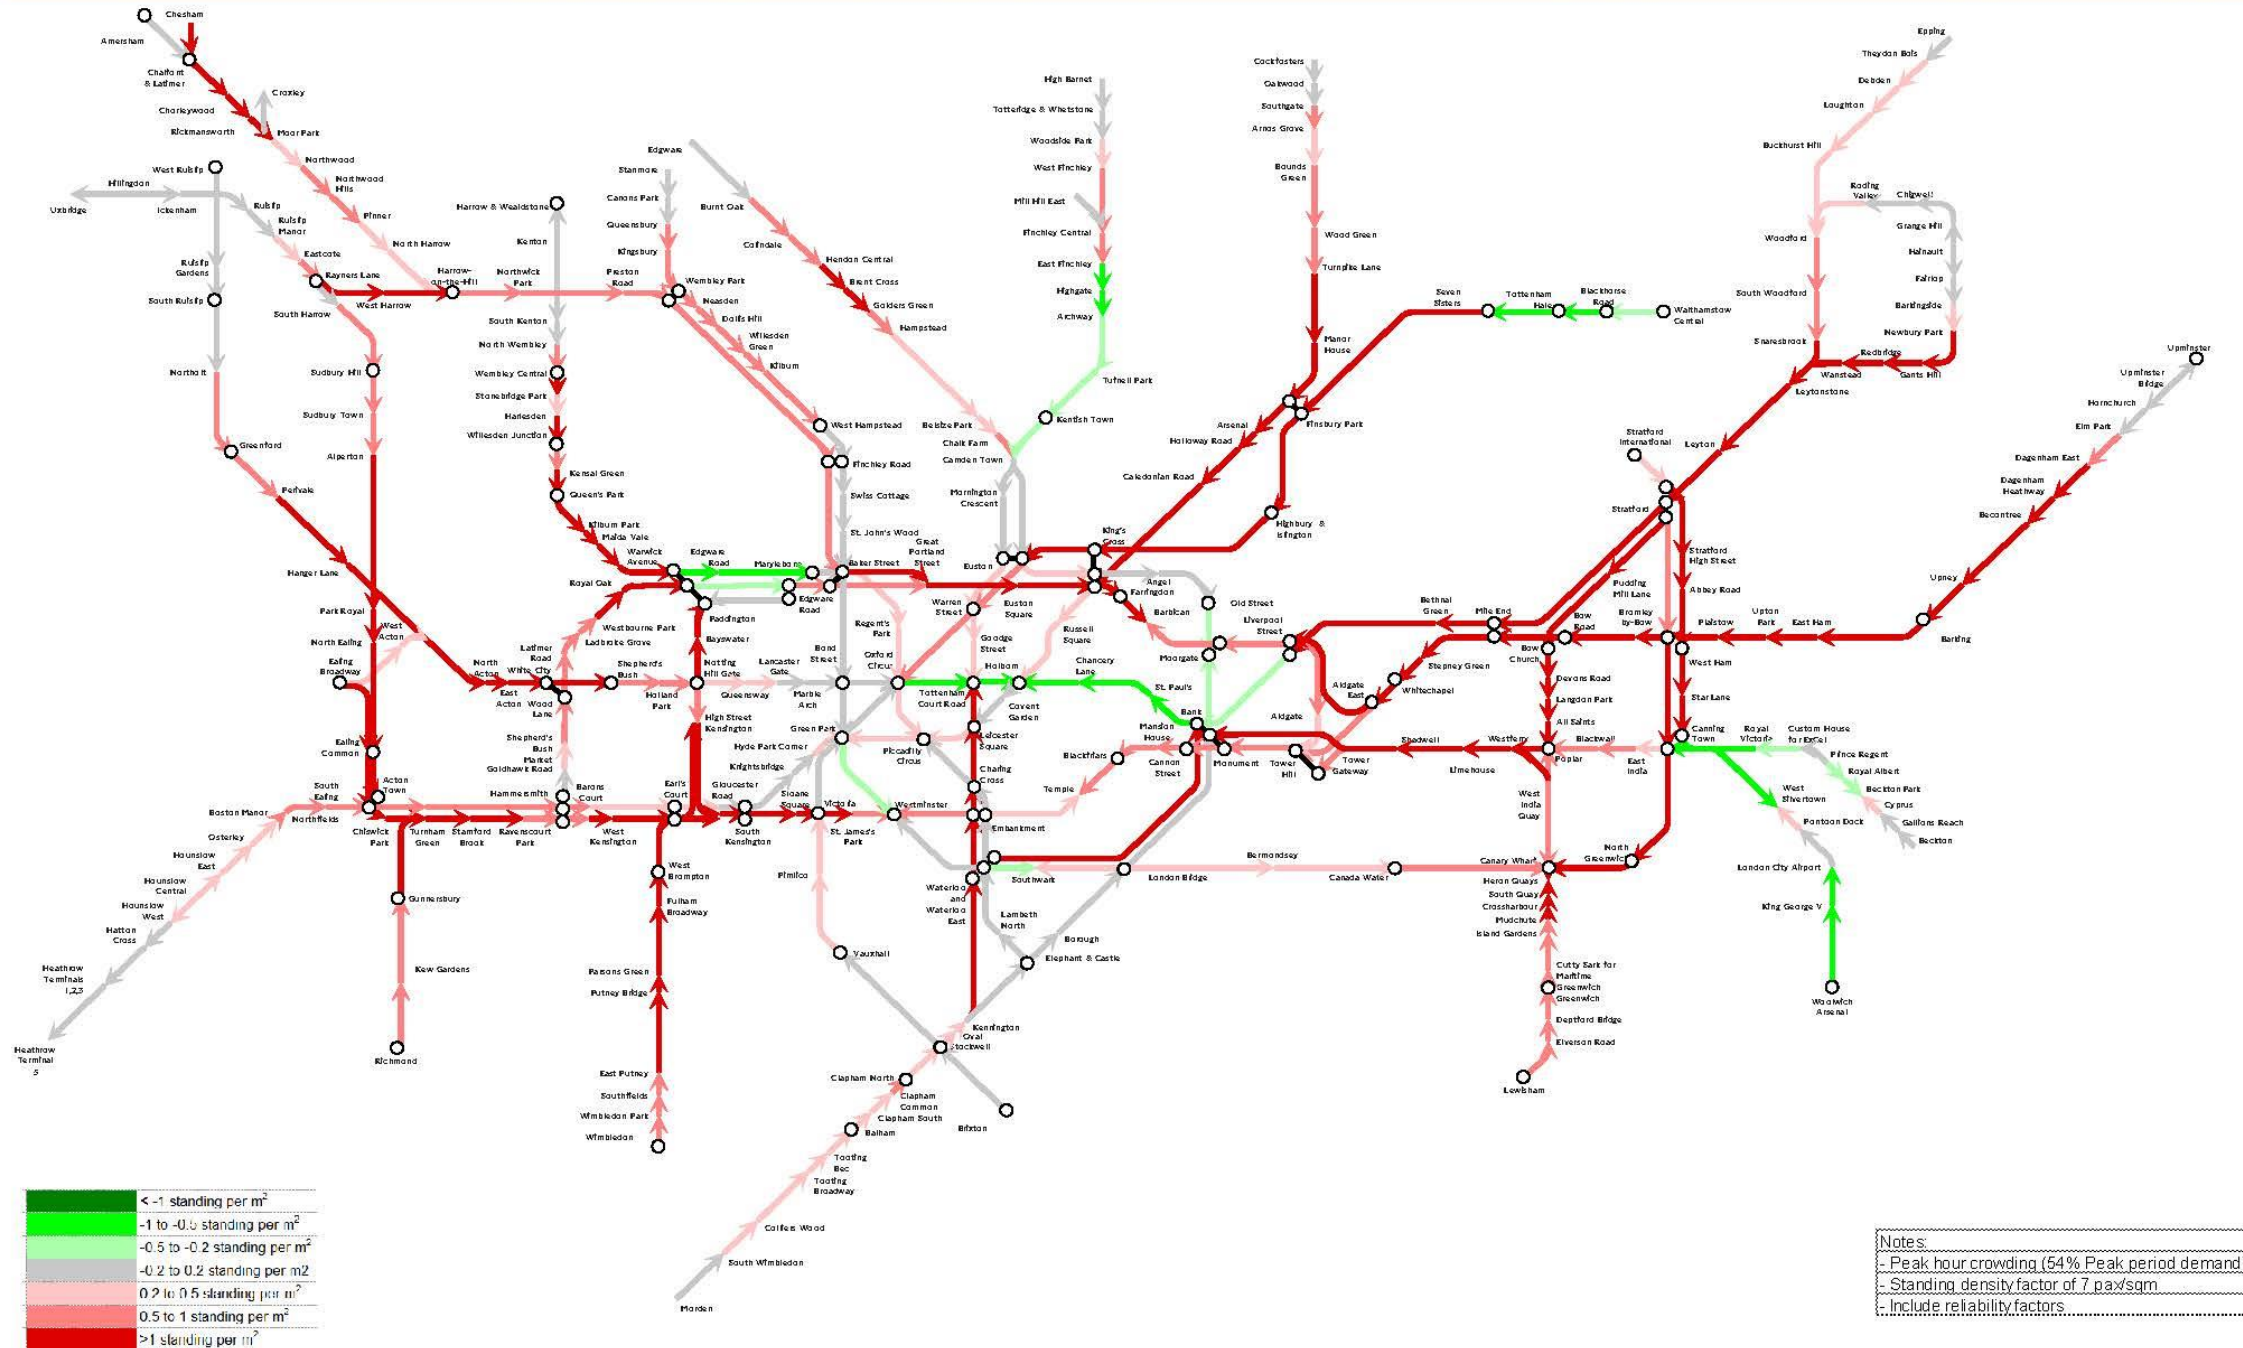 Chesham
Amersham
Chalfont
& Latimer
Chorleywood
Rickmansworth
Croxley
Moor Park
Northwood
Northwood
Hills
Pinner
North Harrow
West Ruislip
Hillingdon
Uxbridge
Ickenham
Ruislip
Ruislip
Manor
Eastcote
Rayners Lane
Harrow-
on-the-Hill
West Harrow
Ruislip
Gardens
South Ruislip
South Harrow
Northolt
Sudbury Hill
Sudbury Town
Greenford
Alperton
Perivale
Hanger Lane
Park Royal
North Ealing
West
Acton
Ealing
Broadway
Ealing
Common
South
Ealing
Acton
Town
Northfields
Boston Manor
Osterley
Hounslow
East
Hounslow
Central
Hounslow
West
Hatton
Cross
Heathrow
Terminals
1,2,3
Heathrow
Terminal
5
Chiswick
Park
Turnham
Green
Stamford
Brook
Ravenscourt
Park
Gunnersbury
Kew Gardens
Richmond
Harrow & Wealdstone
Kenton
Northwick
Park
Preston
Road
South Kenton
North Wembley
Wembley Central
Stonebridge Park
Harlesden
Willesden Junction
Kensal Green
Queen's Park
Kilburn Park
Maida Vale
Warwick
Avenue
Edgware
Road
Marylebone
Royal Oak
Westbourne Park
Ladbroke Grove
Latimer
Road
White City
North
Acton
East
Acton
Wood
Lane
Shepherd's
Bush
Holland
Park
Notting
Hill Gate
Queensway
Lancaster
Gate
Marble
Arch
Bond
Street
Oxford
Circus
Shepherd's
Bush
Market
Goldhawk Road
Hammersmith
Barons
Court
West
Kensington
Earl's
Court
Gloucester
Road
High Street
Kensington
Bayswater
Paddington
Edgware
Road
South
Kensington
Sloane
Square
Victoria
St. James's
Park
Westminster
Knightsbridge
Hyde Park Corner
Green Park
Piccadilly
Circus
West
Brompton
Fulham
Broadway
Parsons Green
Putney Bridge
East Putney
Southfields
Wimbledon Park
Wimbledon
Edgware
Stanmore
Canons Park
Queensbury
Kingsbury
Wembley Park
Neasden
Dollis Hill
Willesden
Green
Kilburn
West Hampstead
Finchley Road
Swiss Cottage
St. John's Wood
Baker Street
Great
Portland
Street
Burnt Oak
Colindale
Hendon Central
Brent Cross
Golders Green
Hampstead
Belsize Park
Chalk Farm
Camden Town
Mornington
Crescent
Euston
High Barnet
Totteridge & Whetstone
Woodside Park
West Finchley
Mill Hill East
Finchley Central
East Finchley
Highgate
Archway
Tufnell Park
Kentish Town
Cockfosters
Oakwood
Southgate
Arnos Grove
Bounds
Green
Wood Green
Turnpike Lane
Manor
House
Finsbury Park
Arsenal
Holloway Road
Caledonian Road
King's
Cross
Highbury &
Islington
Seven
Sisters
Tottenham
Hale
Blackhorse
Road
Walthamstow
Central
Regent's
Park
Warren
Street
Euston
Square
Goodge
Street
Russell
Square
Holborn
Chancery
Lane
Tottenham
Court Road
Covent
Garden
Leicester
Square
Charing
Cross
Embankment
Temple
Blackfriars
Mansion
House
Cannon
Street
Monument
Bank
St. Paul's
Angel
Farringdon
Barbican
Old Street
Moorgate
Liverpool
Street
Aldgate
Aldgate
East
Tower
Hill
Tower
Gateway
Whitechapel
Stepney Green
Bethnal
Green
Mile End
Bow
Road
Bow
Church
Bromley
by-Bow
Pudding
Mill Lane
Devons Road
Langdon Park
All Saints
Poplar
Blackwall
East
India
Shadwell
Limehouse
Westferry
West
India
Quay
Canary Wharf
Heron Quays
South Quay
Crossharbour
Mudchute
Island Gardens
Cutty Sark for
Maritime
Greenwich
Greenwich
Deptford Bridge
Elverson Road
Lewisham
Waterloo
and
Waterloo
East
Southwark
London Bridge
Bermondsey
Canada Water
North
Greenwich
Lambeth
North
Borough
Elephant & Castle
Pimlico
Vauxhall
Kennington
Oval
Stockwell
Brixton
Clapham North
Clapham
Common
Clapham South
Balham
Tooting
Bec
Tooting
Broadway
Colliers Wood
South Wimbledon
Morden
Epping
Theydon Bois
Debden
Loughton
Buckhurst Hill
Roding
Valley
Chigwell
Grange Hill
Hainault
Fairlop
Barkingside
Newbury Park
Gants Hill
Redbridge
Wanstead
Woodford
South Woodford
Snaresbrook
Leytonstone
Leyton
Stratford
International
Stratford
Stratford
High Street
Abbey Road
West Ham
Star Lane
Canning
Town
Plaistow
Upton
Park
East Ham
Barking
Upney
Becontree
Dagenham
Heathway
Dagenham East
Elm Park
Hornchurch
Upminster
Bridge
Upminster
Royal
Victoria
Custom House
for ExCel
Prince Regent
Royal Albert
Beckton Park
Cyprus
Gallions Reach
Beckton
West
Silvertown
Pontoon Dock
London City Airport
King George V
Woolwich
Arsenal
< -1 standing per m²
-1 to -0.5 standing per m²
-0.5 to -0.2 standing per m²
-0.2 to 0.2 standing per m2
0.2 to 0.5 standing per m²
0.5 to 1 standing per m²
>1 standing per m²
Notes:
- Peak hour crowding (54% Peak period demand
- Standing density factor of 7 pax/sqm
- Include reliability factors